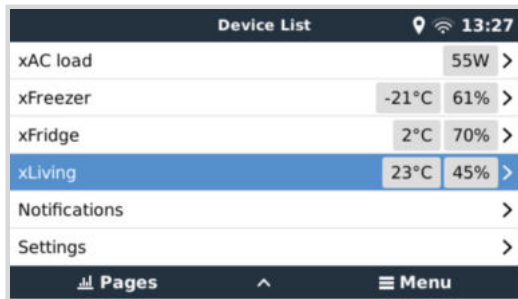 Device List 13:27
xAC load 55W
xFreezer -21°C 61%
xFridge 2°C 70%
xLiving 23°C 45%
Notifications
Settings
Pages Menu